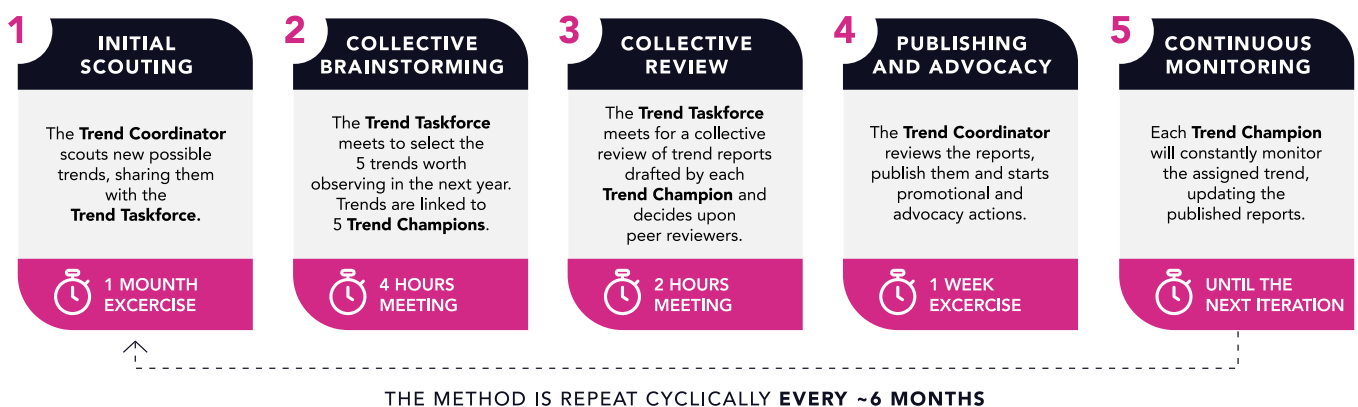 1
INITIAL
SCOUTING
The Trend Coordinator
scouts new possible
trends, sharing them
with the
Trend Taskforce.
1 MOUNTH
EXCERCISE
2
COLLECTIVE
BRAINSTORMING
The Trend Taskforce
meets to select the
5 trends worth
observing in the next year.
Trends are linked to
5 Trend Champions.
4 HOURS
MEETING
3
COLLECTIVE
REVIEW
The Trend Taskforce
meets for a collective
review of trend reports
drafted by each
Trend Champion and
decides upon
peer reviewers.
2 HOURS
MEETING
4
PUBLISHING
AND ADVOCACY
The Trend Coordinator
reviews the reports,
publish them and starts
promotional and
advocacy actions.
1 WEEK
EXCERCISE
5
CONTINUOUS
MONITORING
Each Trend Champion
will constantly monitor
the assigned trend,
updating the
published reports.
UNTIL THE
NEXT ITERATION
THE METHOD IS REPEAT CYCLICALLY EVERY ~6 MONTHS